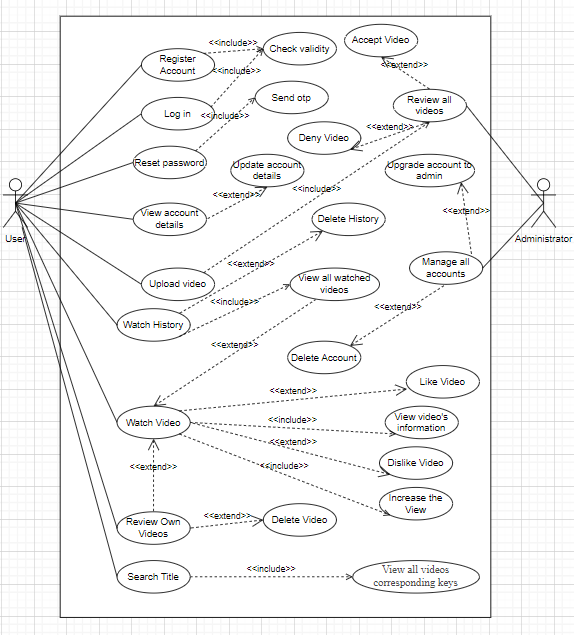 Accept Video
<<include>>
Register
Account
Check validity
<<extend>>
<<include>>
Send otp
Review all
videos
Log in
<<include>>
<<extend>>
Deny Video
Reset password
Update account
details
Upgrade account to
admin
<<extend>>
<<include>>
View account
details
Delete History
<<extend>>
User
Administrator
<<extend>>
Manage all
accounts
Upload video
View all watched
videos
<<include>>
<<extend>>
Watch History
<<extend>>
Delete Account
Like Video
<<extend>>
Watch Video
<<include>>
View video's
information
<<extend>>
<<extend>>
<<include>>
Dislike Video
Increase the
View
<<extend>>
Review Own
Videos
Delete Video
<<include>>
Search Title
View all videos
corresponding keys